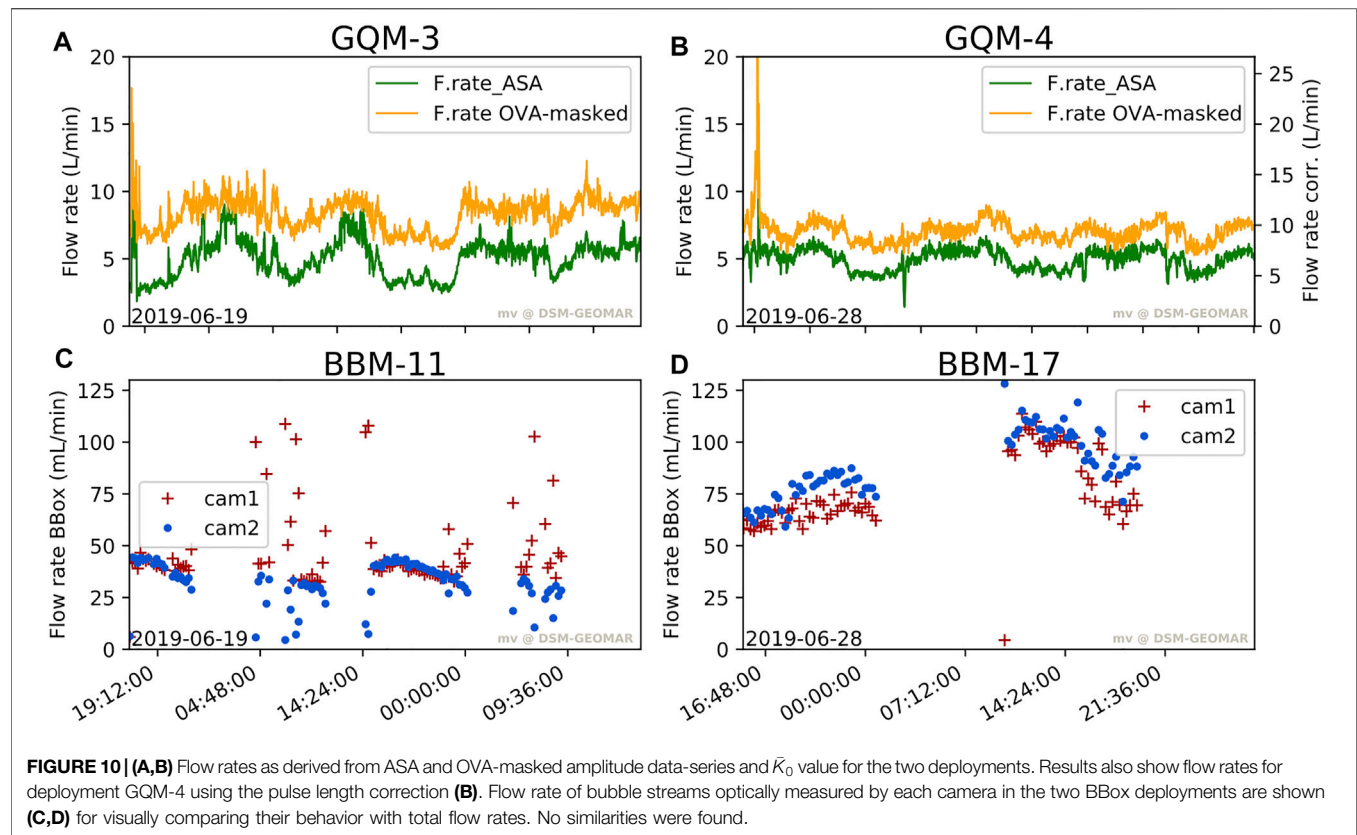 A
GQM-3
B
GQM-4
20
15
10
5
0
Flow rate (L/min)
F.rate_ASA
F.rate OVA-masked
2019-06-19
mv @ DSM-GEOMAR
20
15
10
5
0
Flow rate (L/min)
F.rate_ASA
F.rate OVA-masked
2019-06-28
mv @ DSM-GEOMAR
25
20
15
10
5
0
Flow rate corr. (L/min)
C
BBM-11
D
BBM-17
125
100
75
50
25
0
Flow rate BBox (mL/min)
cam1
cam2
2019-06-19
mv @ DSM-GEOMAR
19:12:00
04:48:00
14:24:00
00:00:00
09:36:00
125
100
75
50
25
0
Flow rate BBox (mL/min)
cam1
cam2
2019-06-28
mv @ DSM-GEOMAR
16:48:00
00:00:00
07:12:00
14:24:00
21:36:00
FIGURE 10 | (A,B) Flow rates as derived from ASA and OVA-masked amplitude data-series and K̄₀ value for the two deployments. Results also show flow rates for
deployment GQM-4 using the pulse length correction (B). Flow rate of bubble streams optically measured by each camera in the two BBox deployments are shown
(C,D) for visually comparing their behavior with total flow rates. No similarities were found.